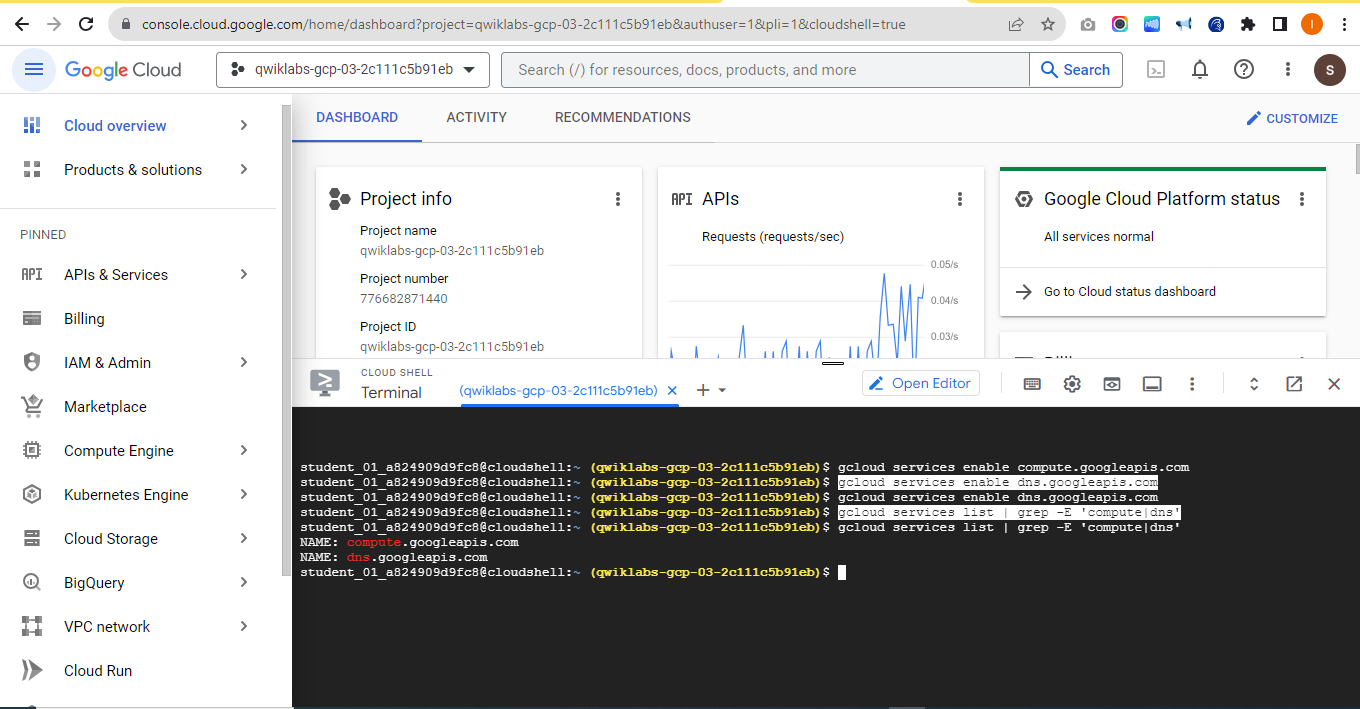 console.cloud.google.com/home/dashboard?project=qwiklabs-gcp-03-2c111c5b91eb&authuser=1&pli=1&cloudshell=true
I
Google Cloud
qwiklabs-gcp-03-2c111c5b91eb
Search (/) for resources, docs, products, and more
Search
S
Cloud overview
Products & solutions
PINNED
API
APIs & Services
Billing
IAM & Admin
Marketplace
Compute Engine
Kubernetes Engine
Cloud Storage
BigQuery
VPC network
Cloud Run
DASHBOARD
ACTIVITY
RECOMMENDATIONS
CUSTOMIZE
Project info
Project name
qwiklabs-gcp-03-2c111c5b91eb
Project number
776682871440
Project ID
qwiklabs-gcp-03-2c111c5b91eb
API APIs
Requests (requests/sec)
0.05/s
0.04/s
0.03/s
Google Cloud Platform status
All services normal
Go to Cloud status dashboard
CLOUD SHELL
Terminal
(qwiklabs-gcp-03-2c111c5b91eb)
Open Editor
student_01_a824909d9fc8@cloudshell:~ (qwiklabs-gcp-03-2c111c5b91eb)$ gcloud services enable compute.googleapis.com
student_01_a824909d9fc8@cloudshell:~ (qwiklabs-gcp-03-2c111c5b91eb)$ gcloud services enable dns.googleapis.com
student_01_a824909d9fc8@cloudshell:~ (qwiklabs-gcp-03-2c111c5b91eb)$ gcloud services enable dns.googleapis.com
student_01_a824909d9fc8@cloudshell:~ (qwiklabs-gcp-03-2c111c5b91eb)$ gcloud services list | grep -E 'compute|dns'
student_01_a824909d9fc8@cloudshell:~ (qwiklabs-gcp-03-2c111c5b91eb)$ gcloud services list | grep -E 'compute|dns'
NAME: compute.googleapis.com
NAME: dns.googleapis.com
student_01_a824909d9fc8@cloudshell:~ (qwiklabs-gcp-03-2c111c5b91eb)$